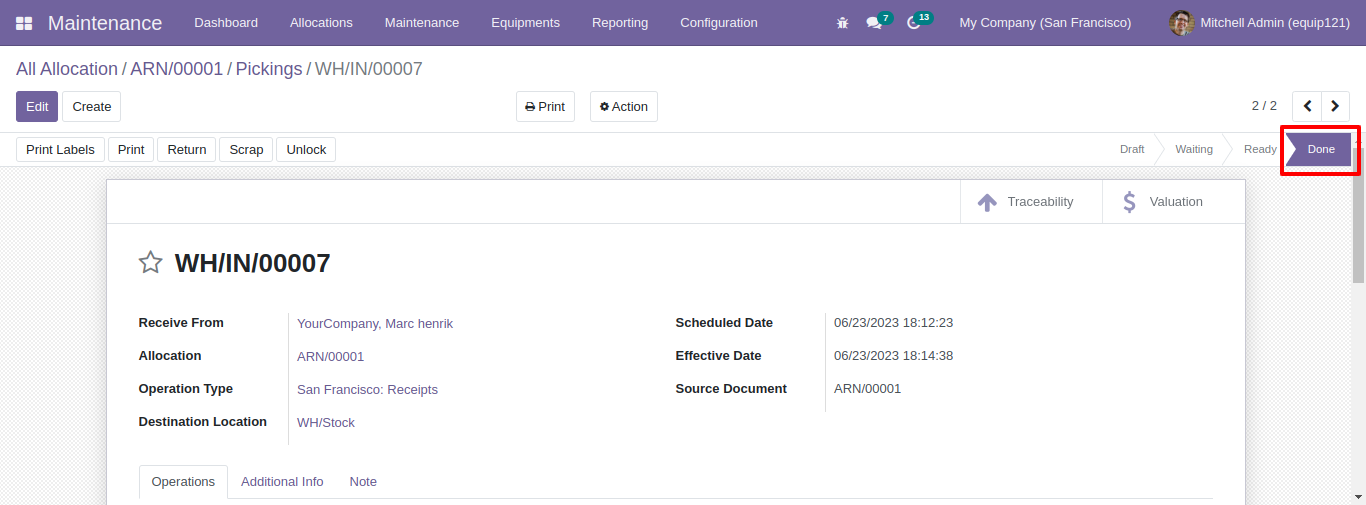 Maintenance Dashboard Allocations Maintenance Equipments Reporting Configuration 7 13 My Company (San Francisco) Mitchell Admin (equip121)
All Allocation / ARN/00001 / Pickings / WH/IN/00007
Edit Create Print Action 2 / 2
Print Labels Print Return Scrap Unlock Draft Waiting Ready Done
Traceability $ Valuation
WH/IN/00007
Receive From YourCompany, Marc henrik Scheduled Date 06/23/2023 18:12:23
Allocation ARN/00001 Effective Date 06/23/2023 18:14:38
Operation Type San Francisco: Receipts Source Document ARN/00001
Destination Location WH/Stock
Operations Additional Info Note